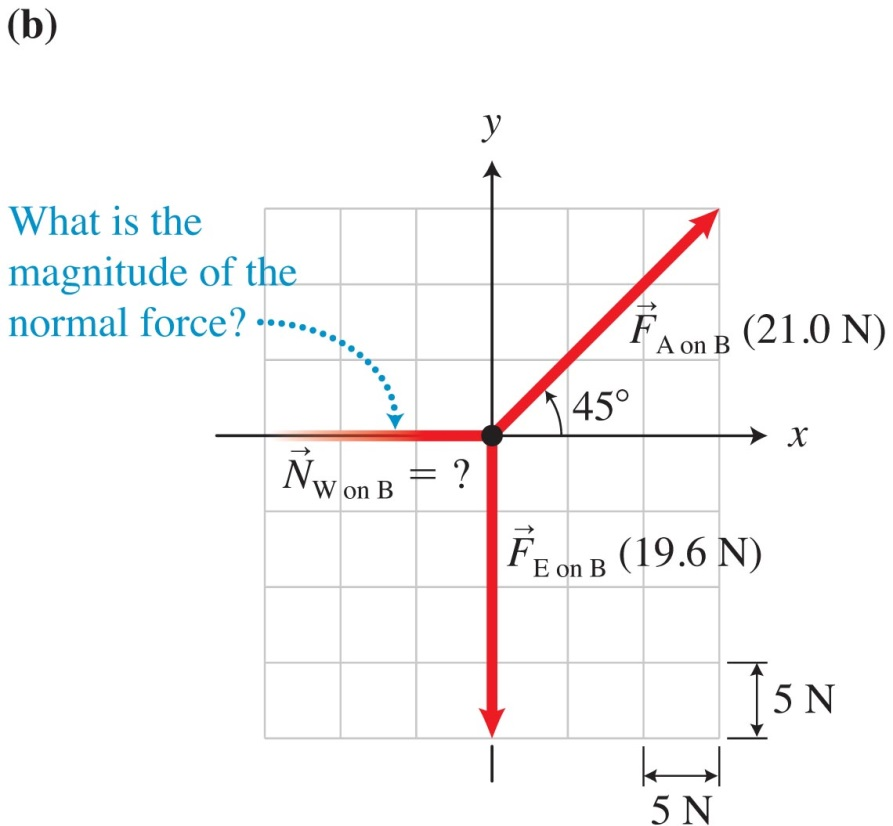 (b)
y
What is the
magnitude of the
normal force?
F⃗ A on B (21.0 N)
45°
x
N⃗ W on B = ?
F⃗ E on B (19.6 N)
5 N
5 N